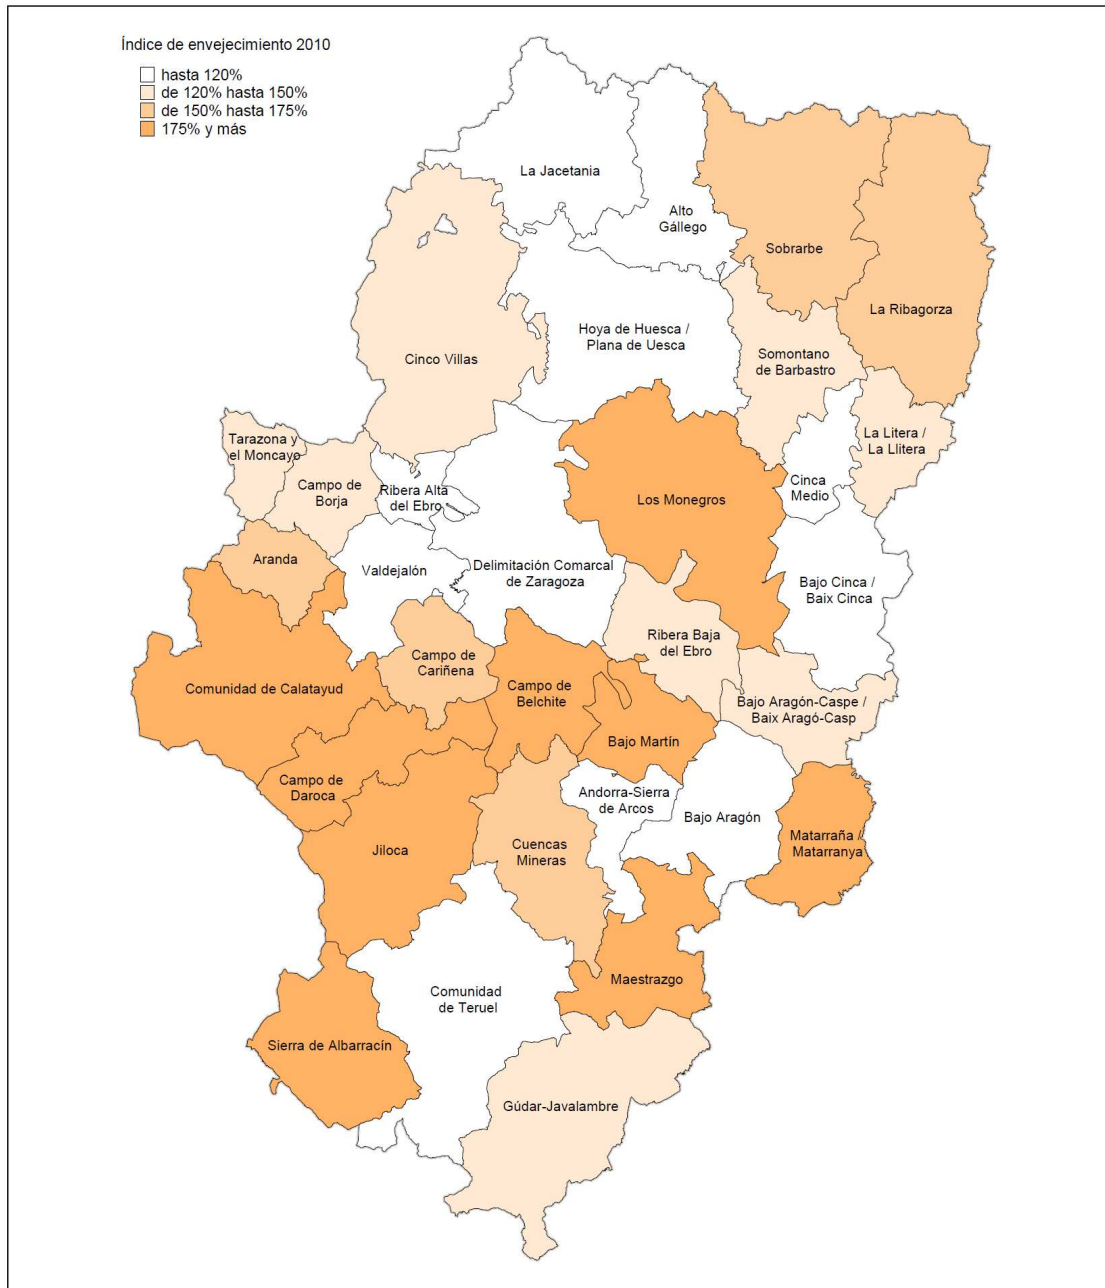 Índice de envejecimiento 2010
hasta 120%
de 120% hasta 150%
de 150% hasta 175%
175% y más
La Jacetania
Alto
Gállego
Sobrarbe
La Ribagorza
Hoya de Huesca /
Plana de Uesca
Cinco Villas
Somontano
de Barbastro
La Litera /
La Llitera
Tarazona y
el Moncayo
Campo de
Borja
Ribera Alta
del Ebro
Cinca
Medio
Los Monegros
Aranda
Valdejalón
Delimitación Comarcal
de Zaragoza
Bajo Cinca /
Baix Cinca
Ribera Baja
del Ebro
Campo de
Cariñena
Comunidad de Calatayud
Campo de
Belchite
Bajo Aragón-Caspe /
Baix Aragó-Casp
Bajo Martín
Campo de
Daroca
Andorra-Sierra
de Arcos
Bajo Aragón
Matarraña /
Matarranya
Jiloca
Cuencas
Mineras
Maestrazgo
Comunidad
de Teruel
Sierra de Albarracín
Gúdar-Javalambre